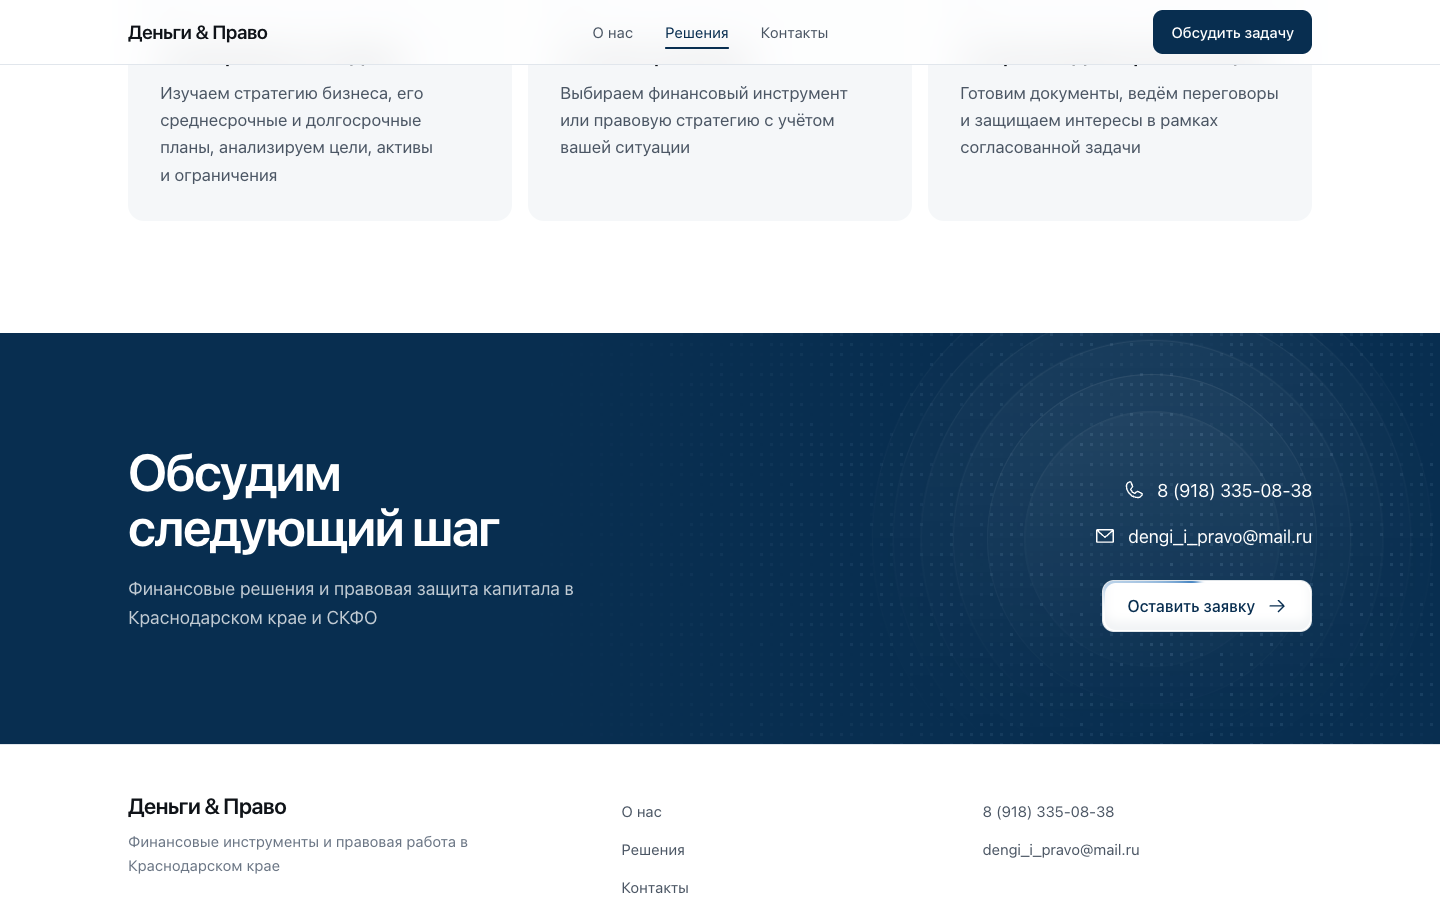 Деньги & Право
О нас
Решения
Контакты
Обсудить задачу
Изучаем стратегию бизнеса, его
среднесрочные и долгосрочные
планы, анализируем цели, активы
и ограничения
Выбираем финансовый инструмент
или правовую стратегию с учётом
вашей ситуации
Готовим документы, ведём переговоры
и защищаем интересы в рамках
согласованной задачи
Обсудим
следующий шаг
Финансовые решения и правовая защита капитала в
Краснодарском крае и СКФО
8 (918) 335-08-38
dengi_i_pravo@mail.ru
Оставить заявку
Деньги & Право
Финансовые инструменты и правовая работа в
Краснодарском крае
О нас
Решения
Контакты
8 (918) 335-08-38
dengi_i_pravo@mail.ru